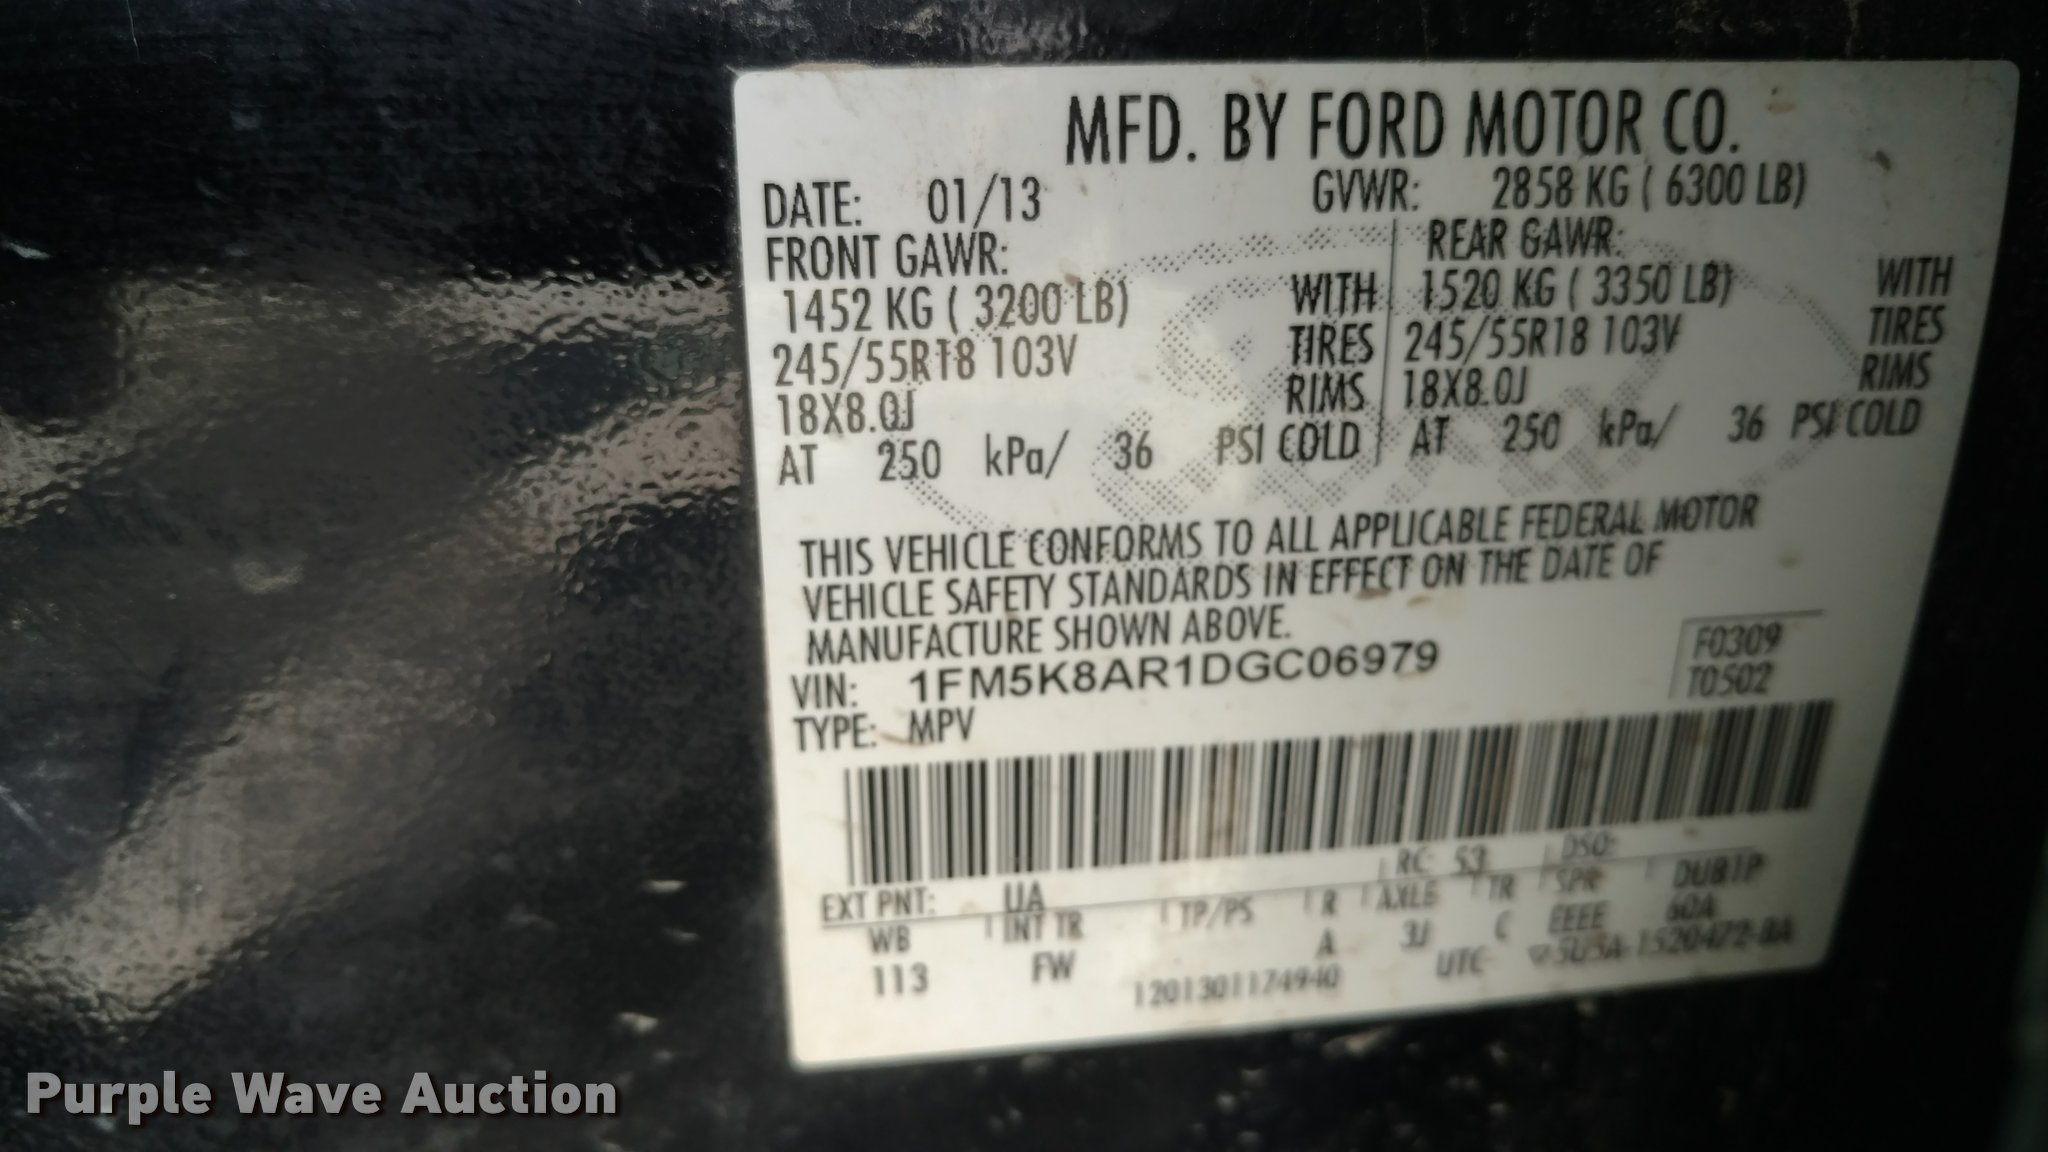 MFD. BY FORD MOTOR CO.
DATE: 01/13 GVWR: 2858 KG ( 6300 LB)
FRONT GAWR: REAR GAWR:
1452 KG ( 3200 LB) WITH 1520 KG ( 3350 LB) WITH
245/55R18 103V TIRES 245/55R18 103V TIRES
18X8.0J RIMS 18X8.0J RIMS
AT 250 kPa/ 36 PSI COLD AT 250 kPa/ 36 PSI COLD
THIS VEHICLE CONFORMS TO ALL APPLICABLE FEDERAL MOTOR
VEHICLE SAFETY STANDARDS IN EFFECT ON THE DATE OF
MANUFACTURE SHOWN ABOVE.
VIN: 1FM5K8AR1DGC06979 F0309
TYPE: MPV T0502
EXT PNT: UA RC: 53 DSO:
WB INT TR TP/PS R AXLE TR SPR
113 FW A 3J C EEEE 60A
12013011174940 UTC
Purple Wave Auction